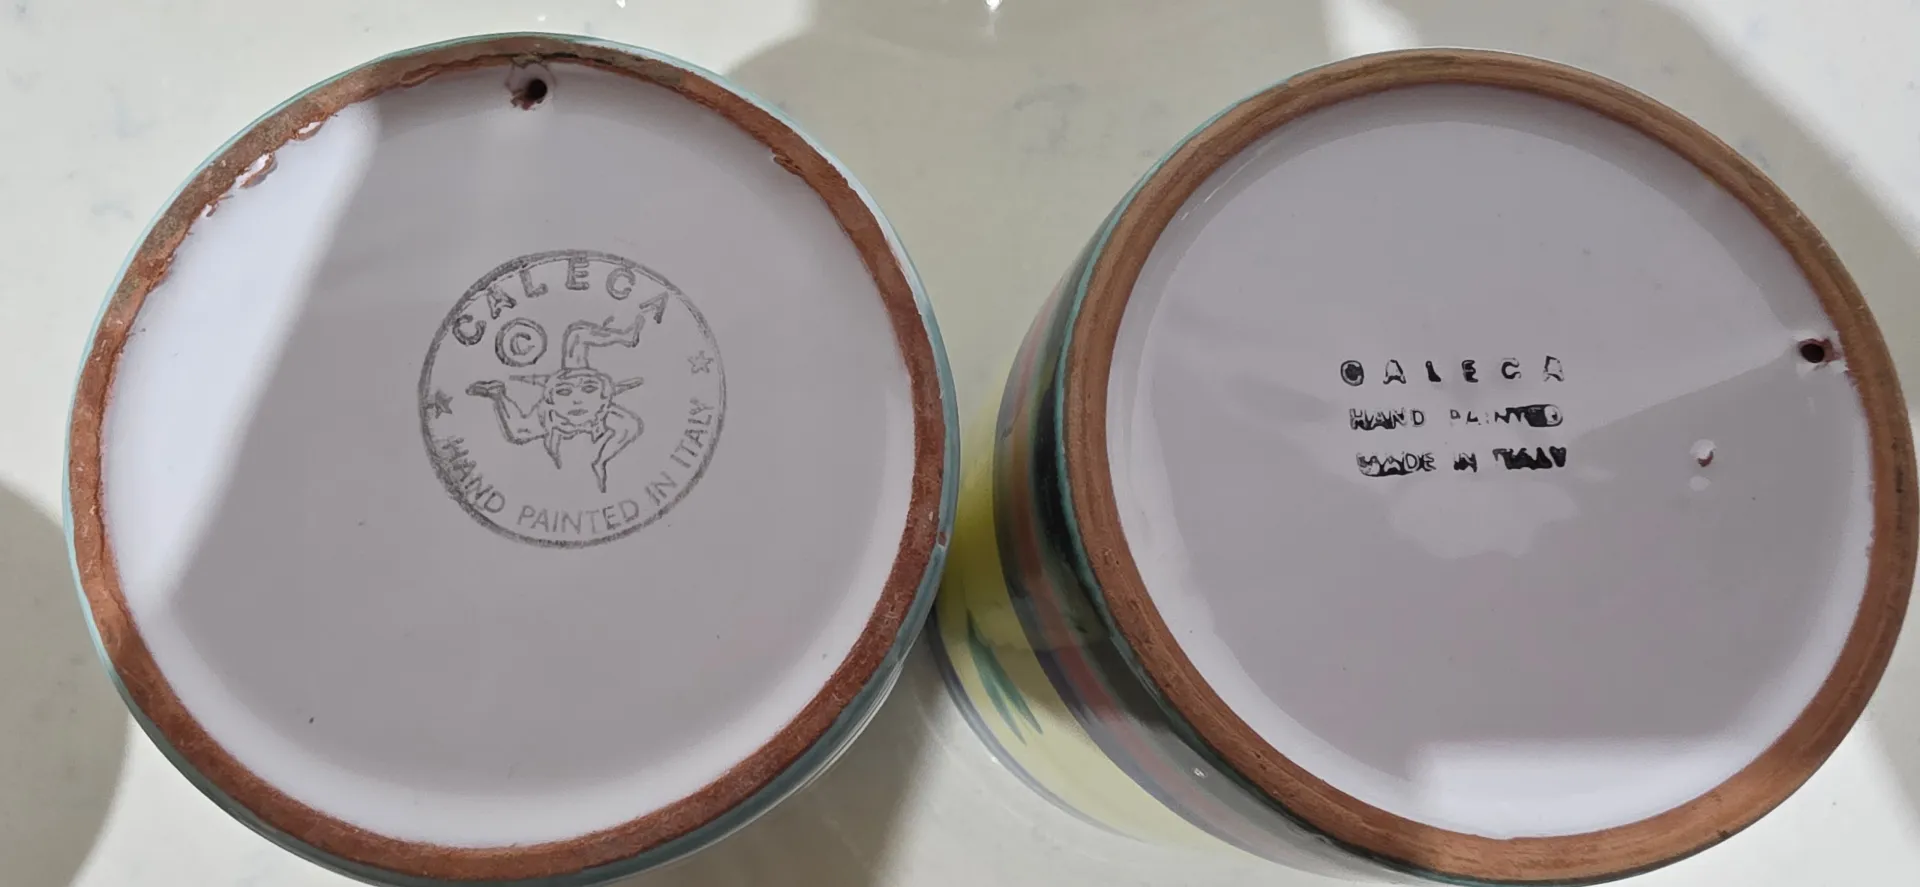 CALECA
©
HAND PAINTED IN ITALY
CALECA
HAND PAINTED
MADE IN ITALY